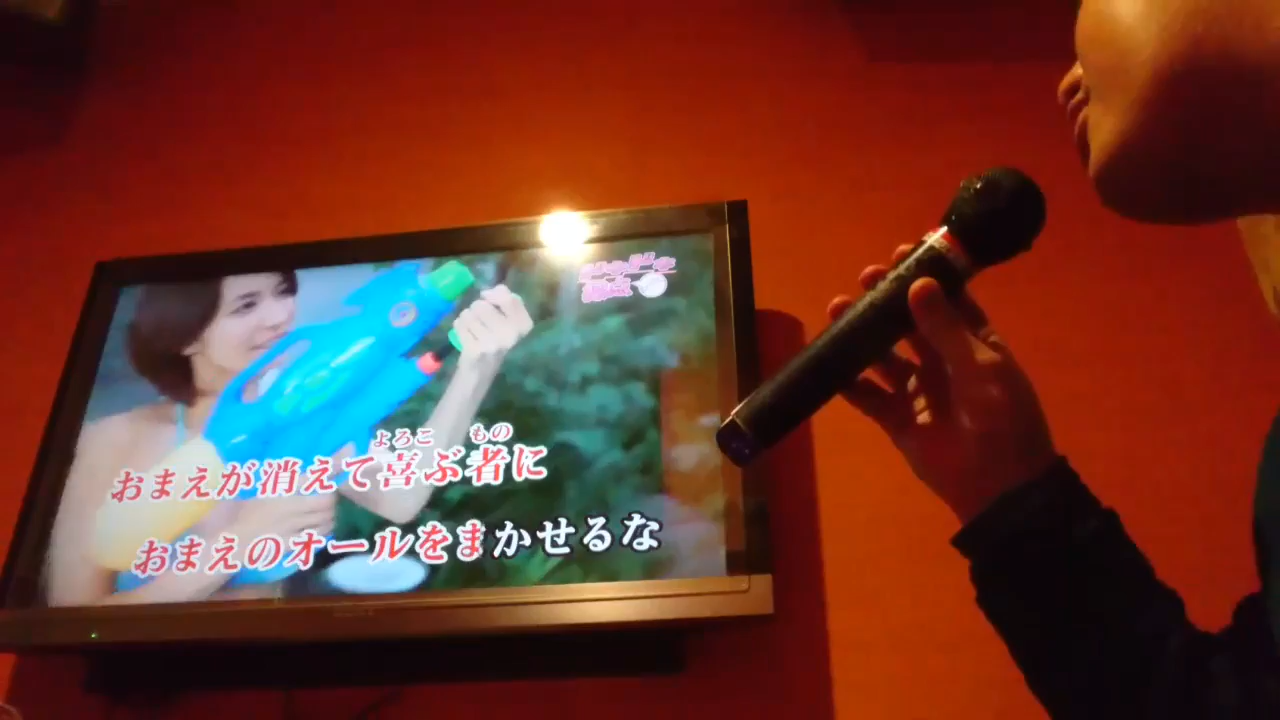 よろこ もの
おまえが消えて喜ぶ者に
おまえのオールをまかせるな